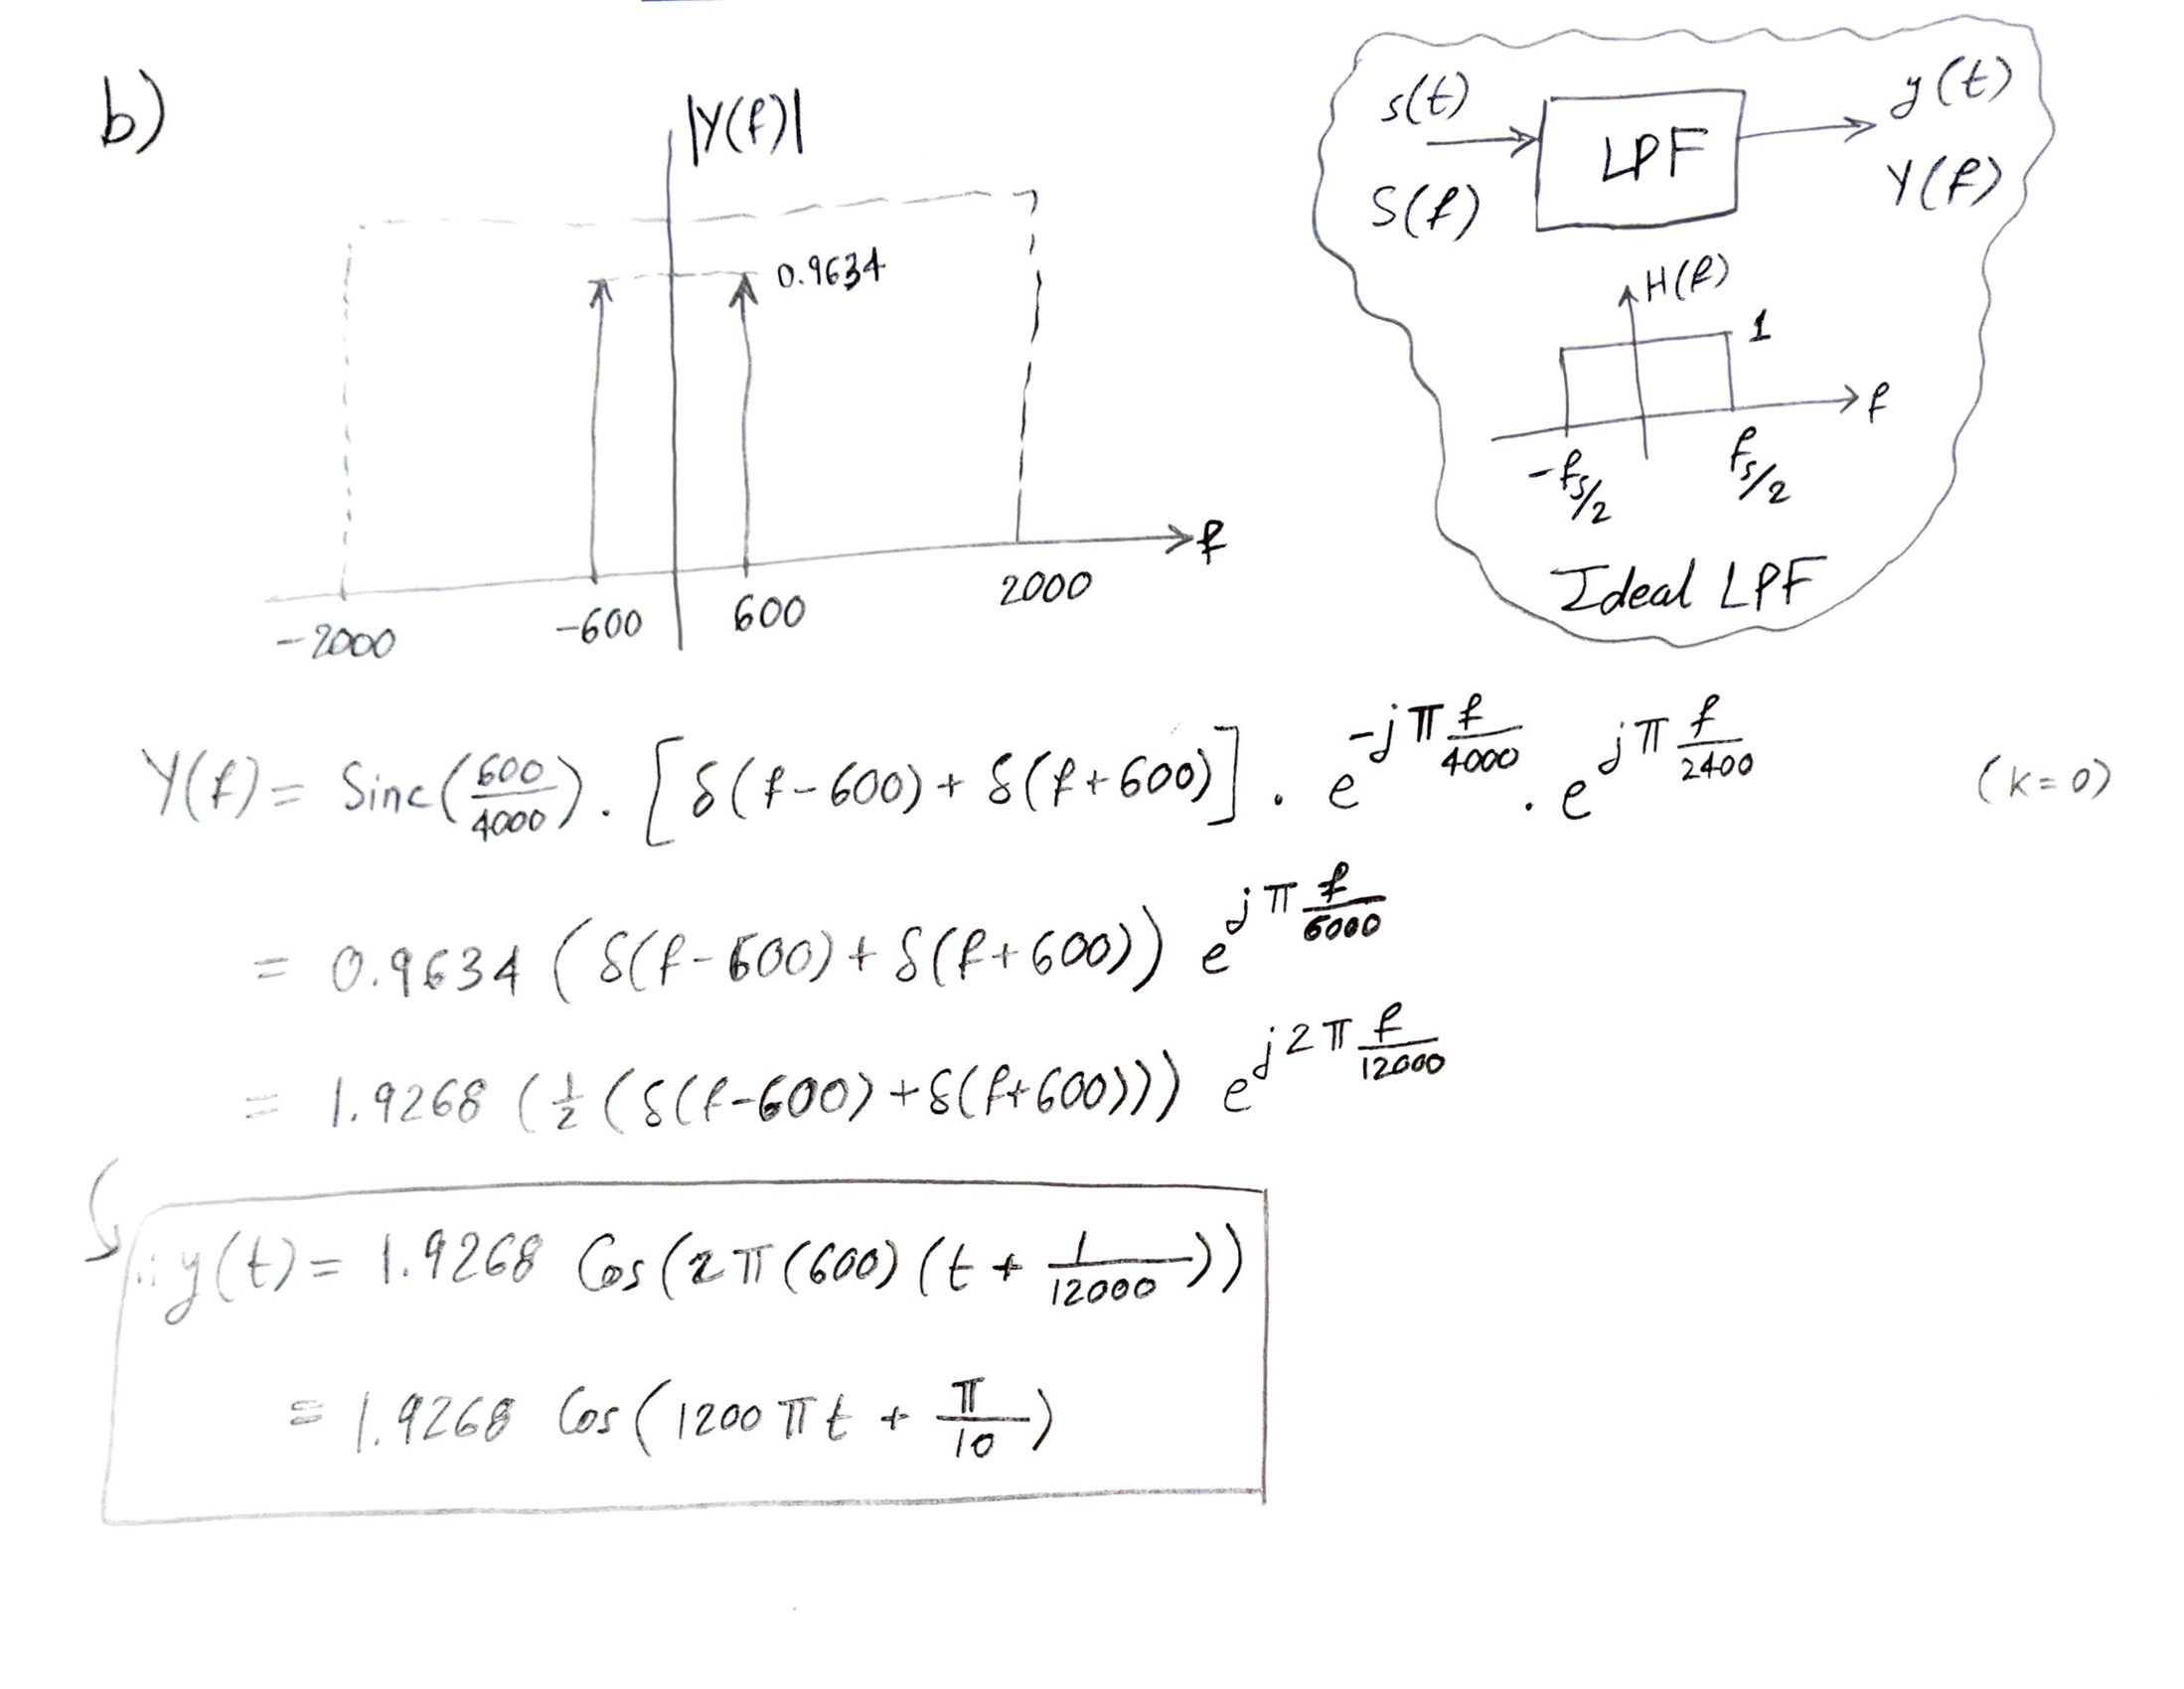 b)
|Y(f)|
0.9634
-2000 -600 600 2000 f
s(t) LPF y(t)
S(f) Y(f)
H(f)
1
-fs/2 fs/2 f
Ideal LPF
Y(f) = Sinc(600/4000) . [δ(f-600) + δ(f+600)] . e^(-jπ f/4000) . e^(jπ f/2400) (k=0)
= 0.9634 (δ(f-600) + δ(f+600)) e^(jπ f/6000)
= 1.9268 (1/2 (δ(f-600) + δ(f+600))) e^(j2π f/12000)
∴ y(t) = 1.9268 Cos(2π(600)(t + 1/12000))
= 1.9268 Cos(1200πt + π/10)